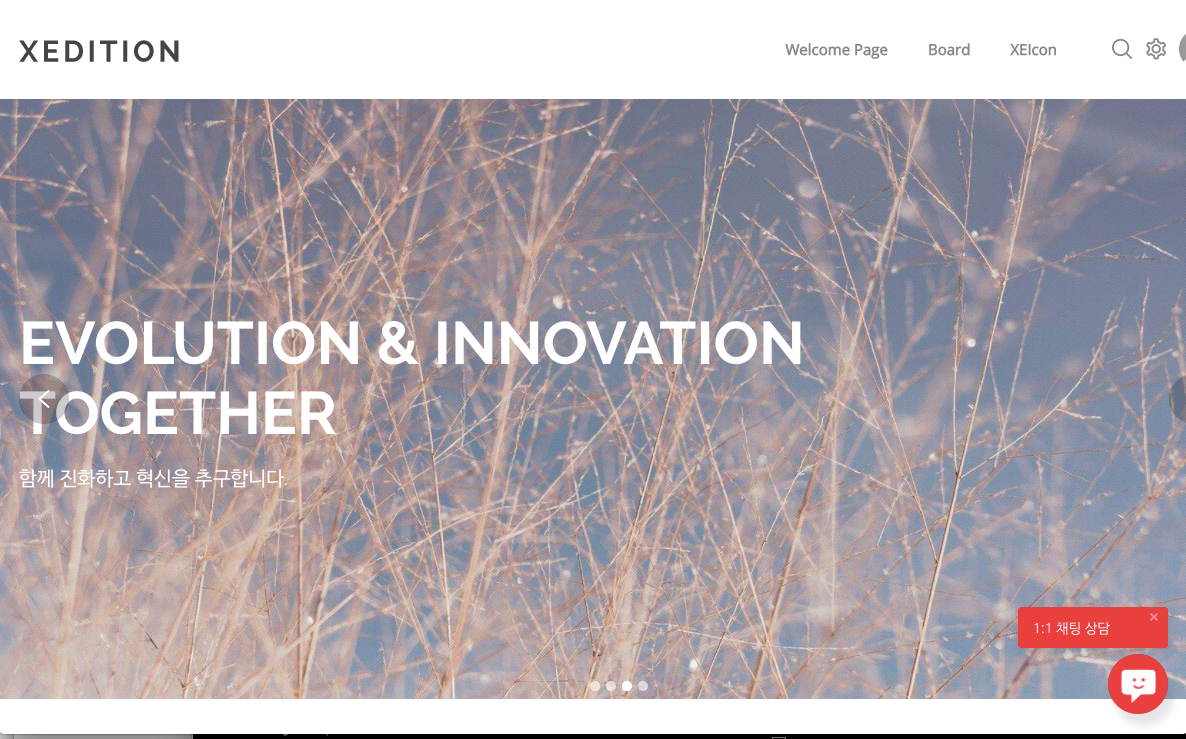 XEDITION
Welcome Page
Board
XEIcon
EVOLUTION & INNOVATION
TOGETHER
함께 진화하고 혁신을 추구합니다.
1:1 채팅 상담